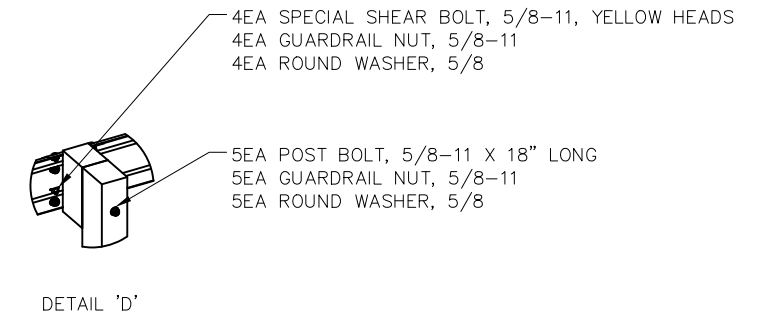 4EA SPECIAL SHEAR BOLT, 5/8-11, YELLOW HEADS
4EA GUARDRAIL NUT, 5/8-11
4EA ROUND WASHER, 5/8
5EA POST BOLT, 5/8-11 X 18" LONG
5EA GUARDRAIL NUT, 5/8-11
5EA ROUND WASHER, 5/8
DETAIL 'D'